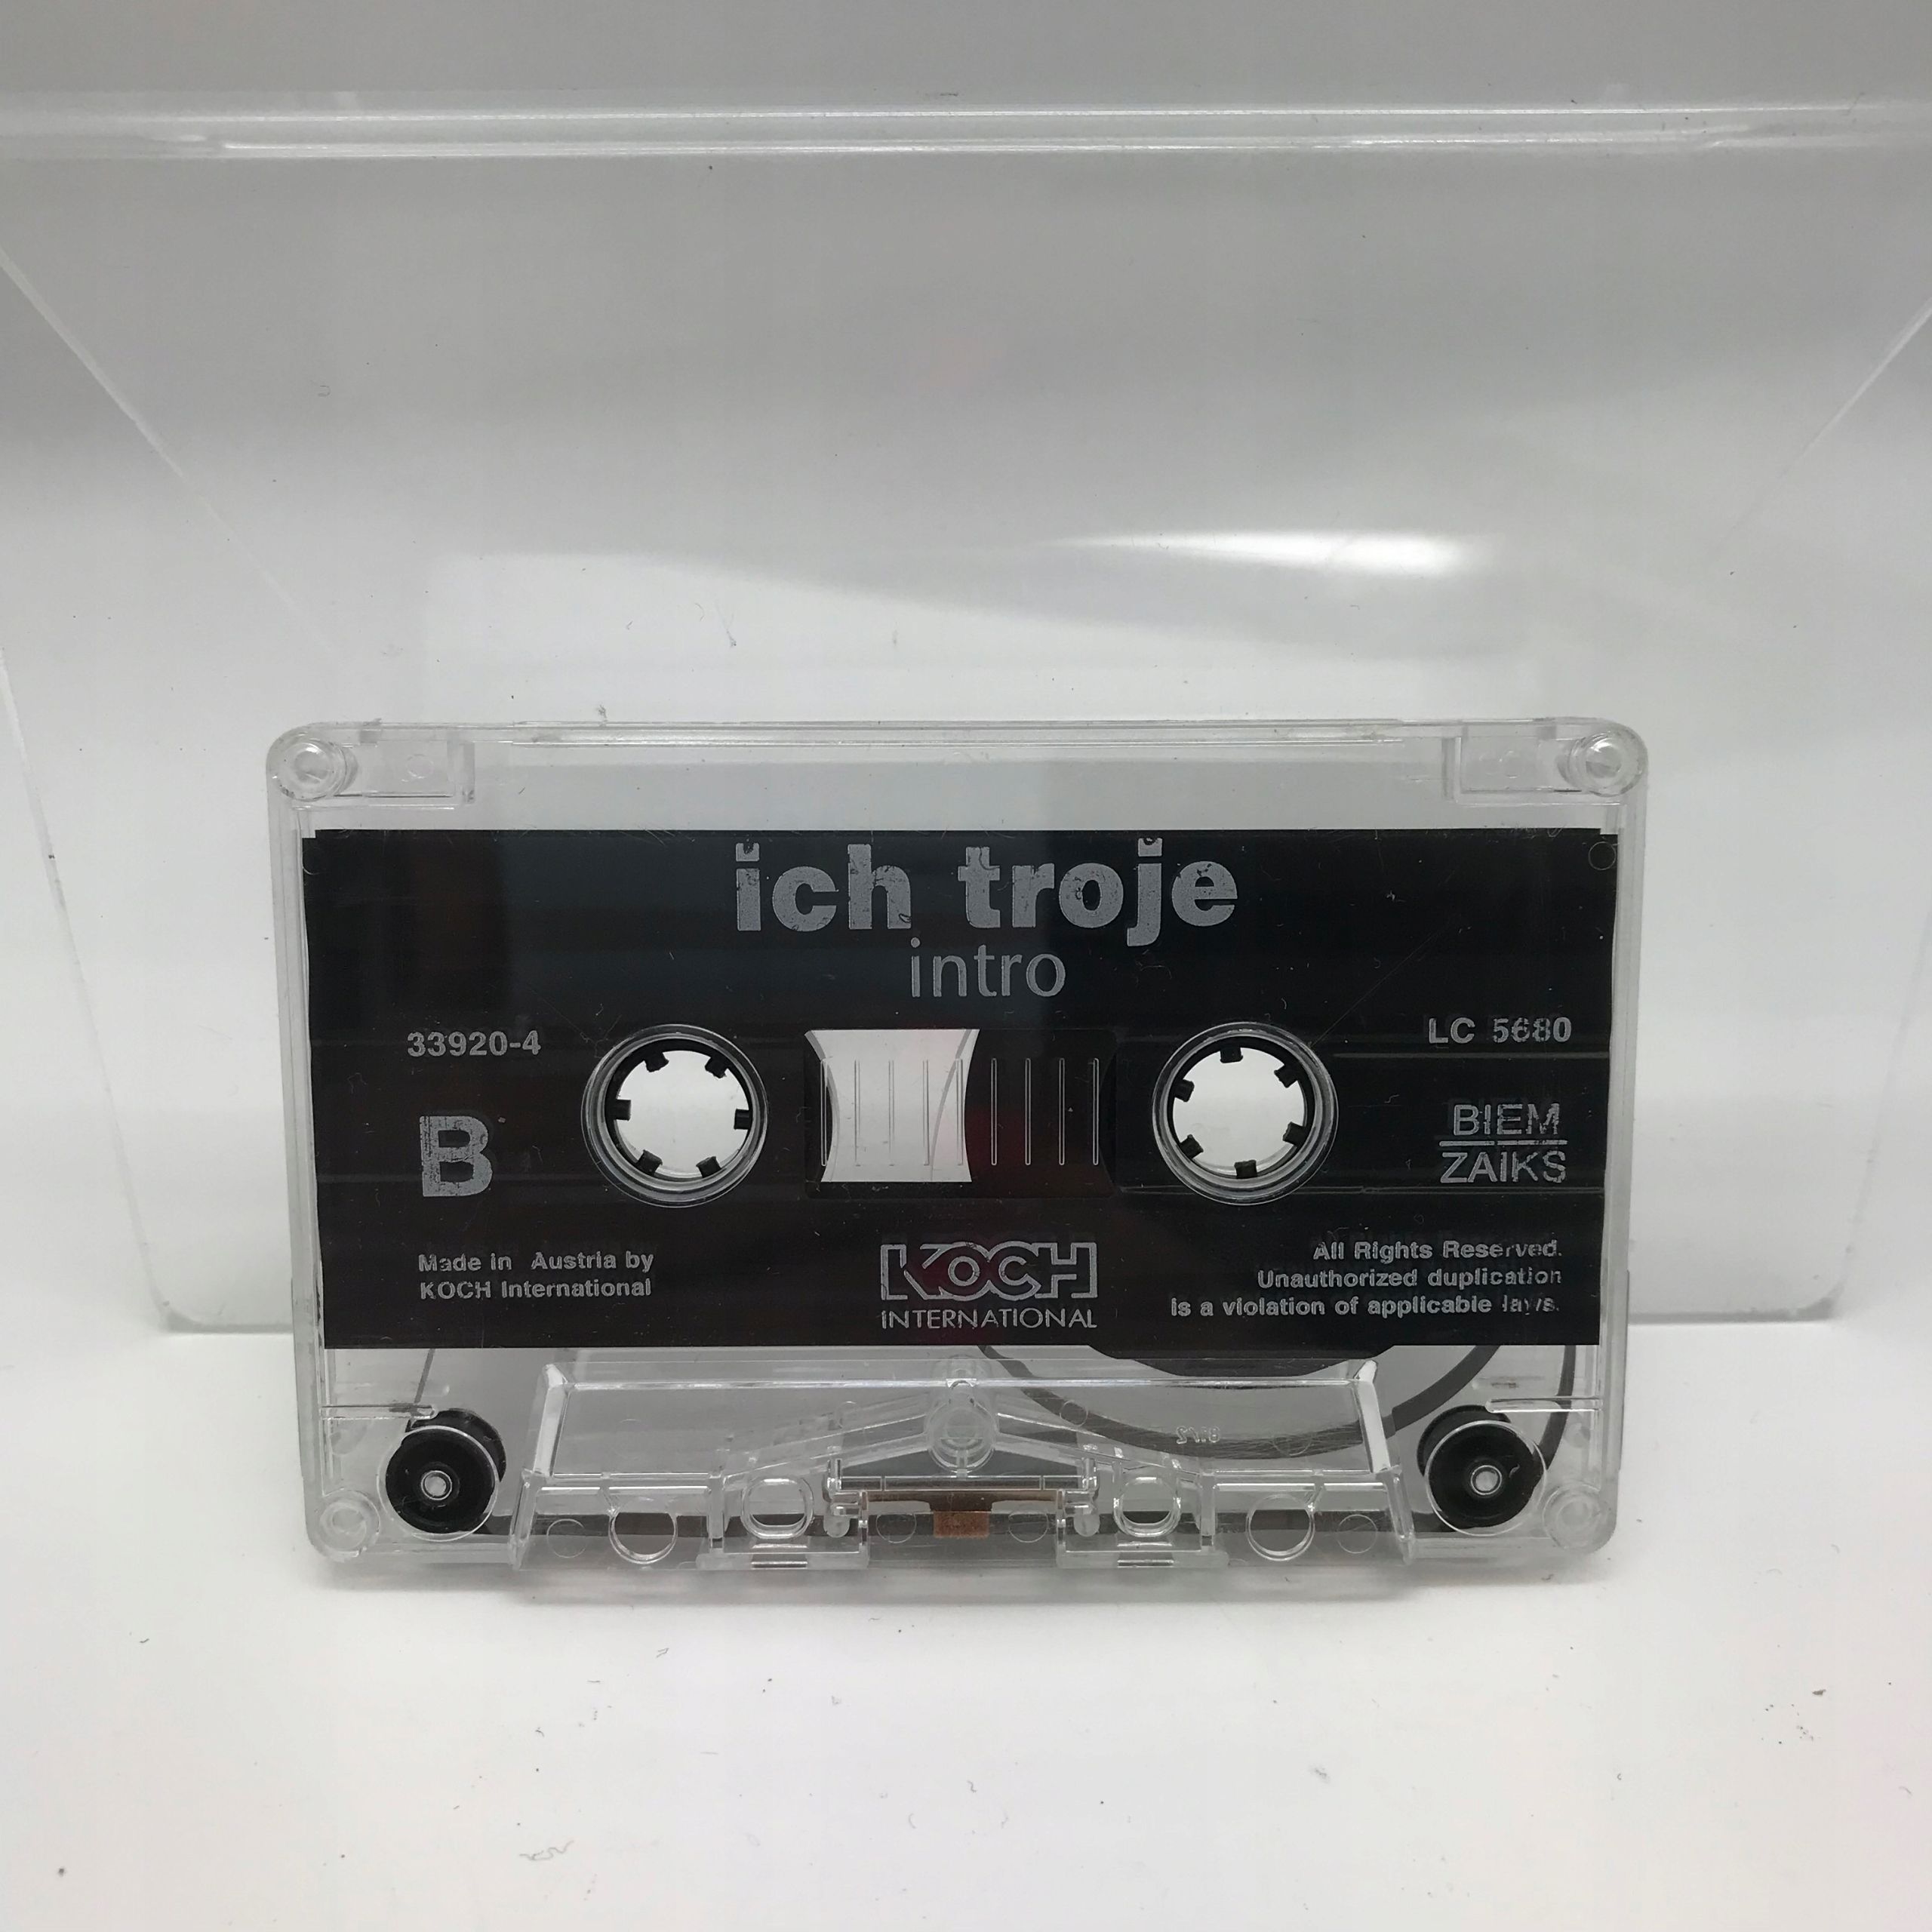 ich troje
intro
33920-4
LC 5680
B
BIEM
ZAIKS
Made in Austria by
KOCH International
KOCH
INTERNATIONAL
All Rights Reserved.
Unauthorized duplication
is a violation of applicable laws.